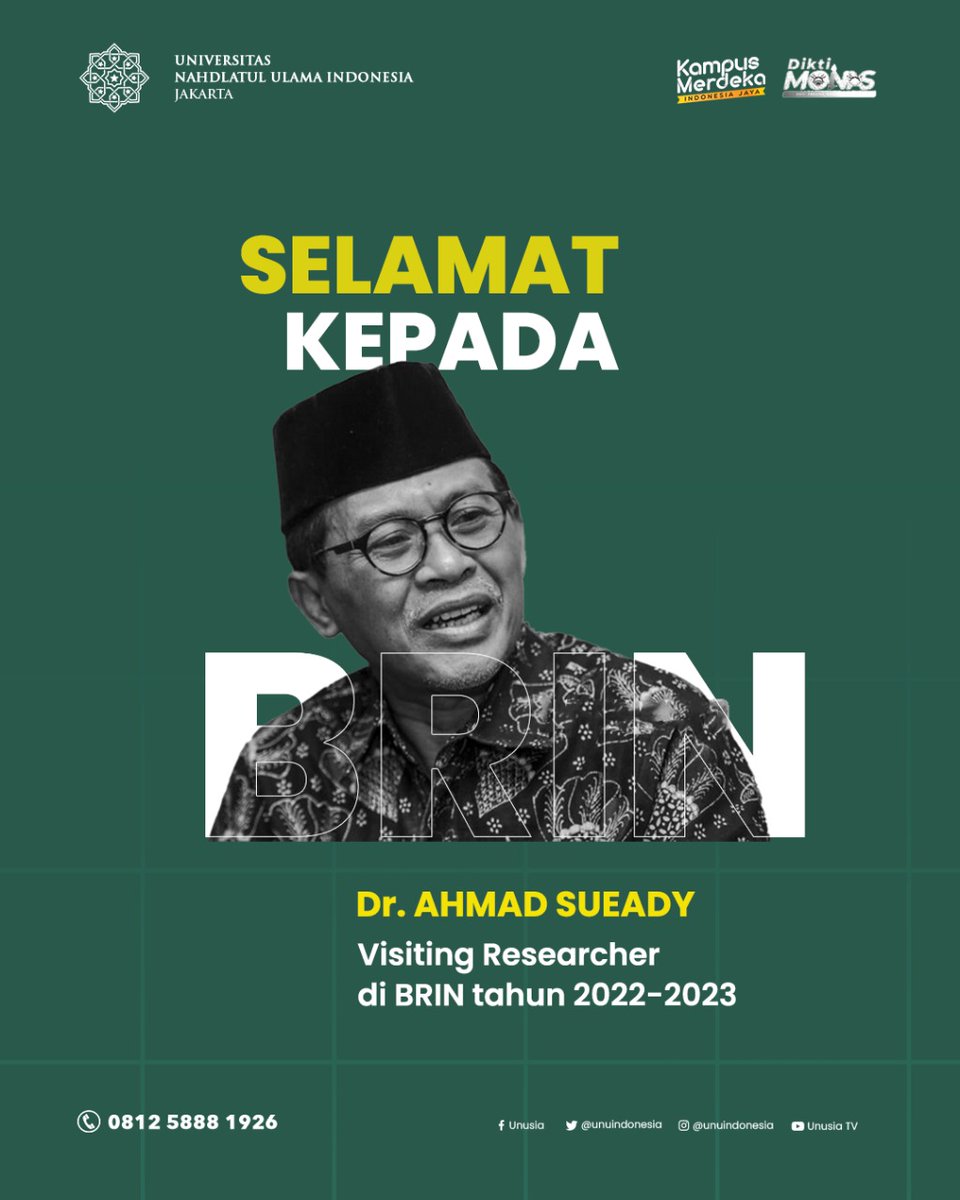 UNIVERSITAS
NAHDLATUL ULAMA INDONESIA
JAKARTA
Kampus
Merdeka
INDONESIA JAYA
Dikti
SELAMAT
KEPADA
BRIN
Dr. AHMAD SUEADY
Visiting Researcher
di BRIN tahun 2022-2023
0812 5888 1926
Unusia
@unuindonesia
@unuindonesia
Unusia TV